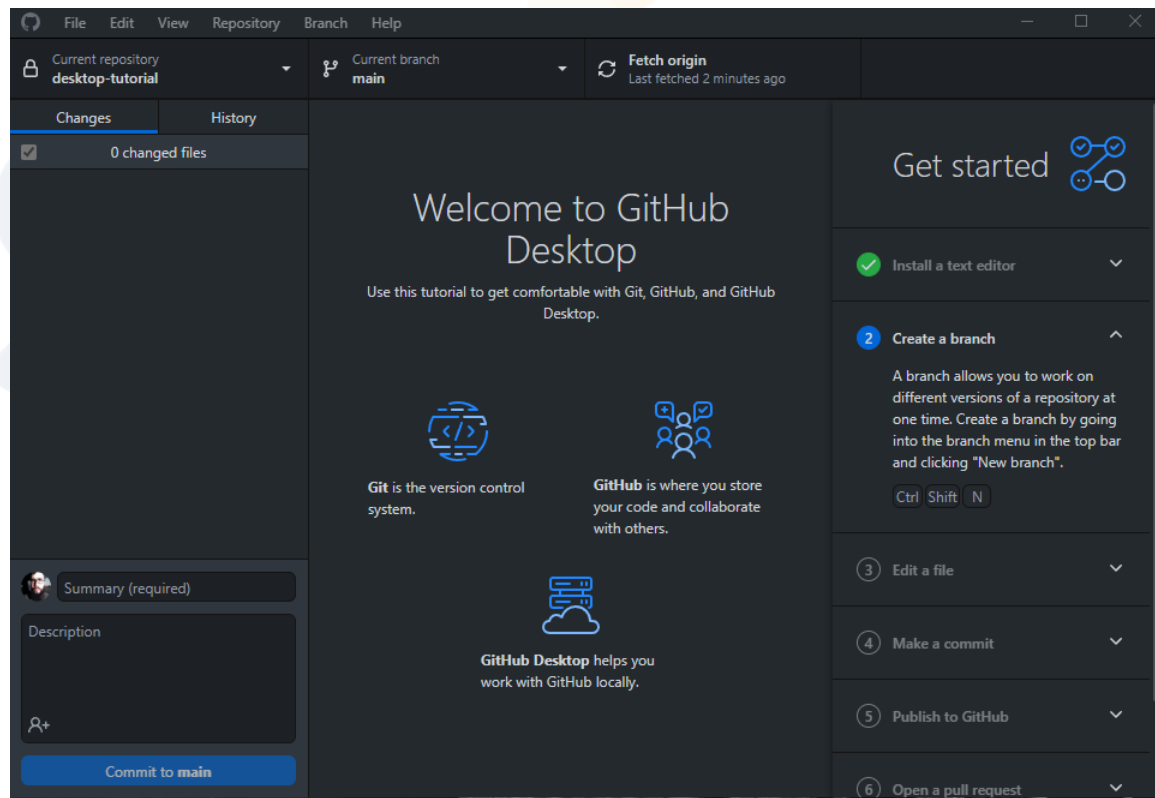 File Edit View Repository Branch Help
Current repository
desktop-tutorial
Current branch
main
Fetch origin
Last fetched 2 minutes ago
Changes History
0 changed files
Summary (required)
Description
Commit to main
Welcome to GitHub
Desktop
Use this tutorial to get comfortable with Git, GitHub, and GitHub
Desktop.
Git is the version control
system.
GitHub is where you store
your code and collaborate
with others.
GitHub Desktop helps you
work with GitHub locally.
Get started
Install a text editor
2 Create a branch
A branch allows you to work on
different versions of a repository at
one time. Create a branch by going
into the branch menu in the top bar
and clicking "New branch".
Ctrl Shift N
3 Edit a file
4 Make a commit
5 Publish to GitHub
6 Open a pull request